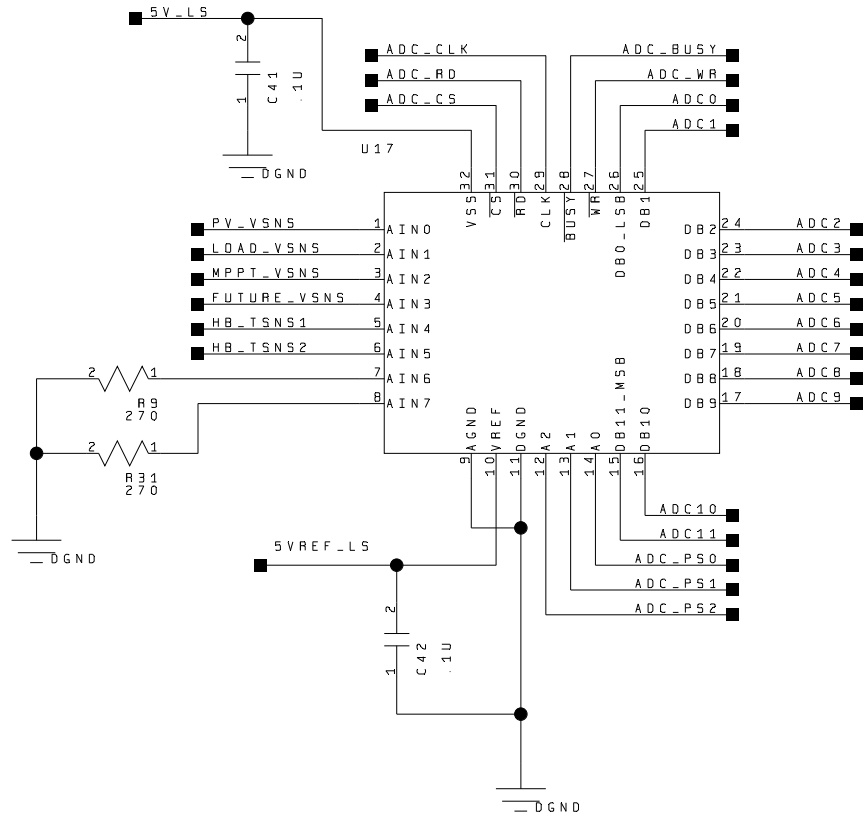 5V_LS
2
1
C41
.1U
DGND
ADC_CLK
ADC_RD
ADC_CS
ADC_BUSY
ADC_WR
ADC0
ADC1
U17
32 31 30 29 28 27 26 25
VSS CS RD CLK BUSY WR DB0_LSB DB1
PV_VSNS 1 AIN0
LOAD_VSNS 2 AIN1
MPPT_VSNS 3 AIN2
FUTURE_VSNS 4 AIN3
HB_TSNS1 5 AIN4
HB_TSNS2 6 AIN5
7 AIN6
8 AIN7
DB2 24 ADC2
DB3 23 ADC3
DB4 22 ADC4
DB5 21 ADC5
DB6 20 ADC6
DB7 19 ADC7
DB8 18 ADC8
DB9 17 ADC9
2 1
R9
270
2 1
R31
270
DGND
AGND VREF DGND A2 A1 A0 DB11_MSB DB10
9 10 11 12 13 14 15 16
ADC10
ADC11
ADC_PS0
ADC_PS1
ADC_PS2
5VREF_LS
2
1
C42
.1U
DGND